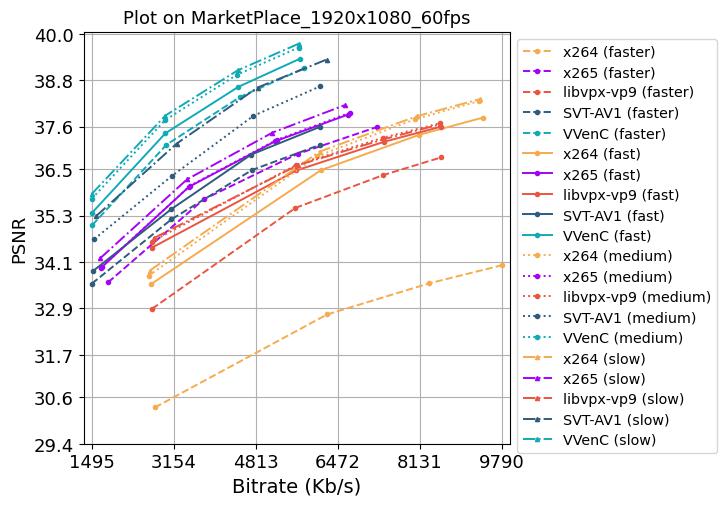 Plot on MarketPlace_1920x1080_60fps
40.0
38.8
37.6
36.5
35.3
34.1
32.9
31.7
30.6
29.4
PSNR
1495 3154 4813 6472 8131 9790
Bitrate (Kb/s)
x264 (faster)
x265 (faster)
libvpx-vp9 (faster)
SVT-AV1 (faster)
VVenC (faster)
x264 (fast)
x265 (fast)
libvpx-vp9 (fast)
SVT-AV1 (fast)
VVenC (fast)
x264 (medium)
x265 (medium)
libvpx-vp9 (medium)
SVT-AV1 (medium)
VVenC (medium)
x264 (slow)
x265 (slow)
libvpx-vp9 (slow)
SVT-AV1 (slow)
VVenC (slow)